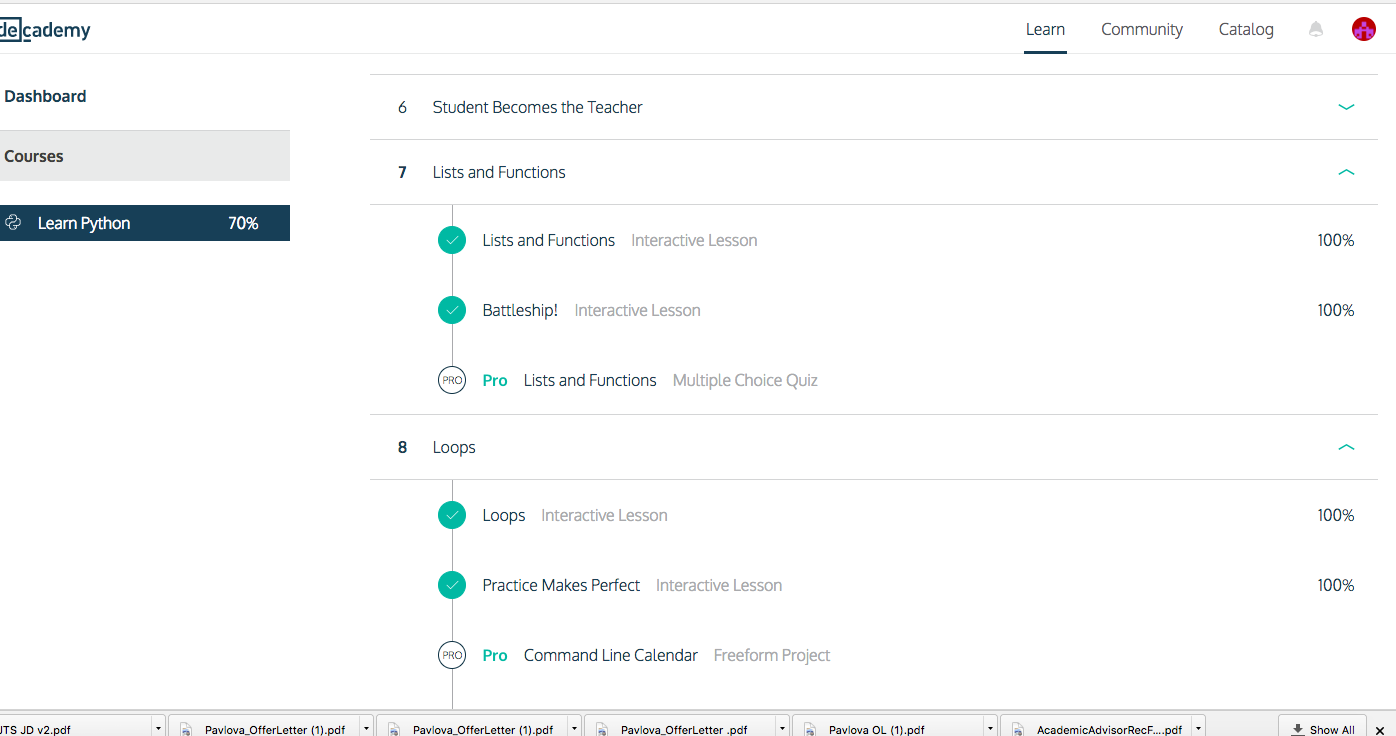 de cademy
Learn
Community
Catalog
Dashboard
Courses
Learn Python 70%
6 Student Becomes the Teacher
7 Lists and Functions
Lists and Functions Interactive Lesson 100%
Battleship! Interactive Lesson 100%
PRO Pro Lists and Functions Multiple Choice Quiz
8 Loops
Loops Interactive Lesson 100%
Practice Makes Perfect Interactive Lesson 100%
PRO Pro Command Line Calendar Freeform Project
JTS JD v2.pdf
Pavlova_OfferLetter (1).pdf
Pavlova_OfferLetter (1).pdf
Pavlova_OfferLetter .pdf
Pavlova OL (1).pdf
AcademicAdvisorRecF....pdf
Show All